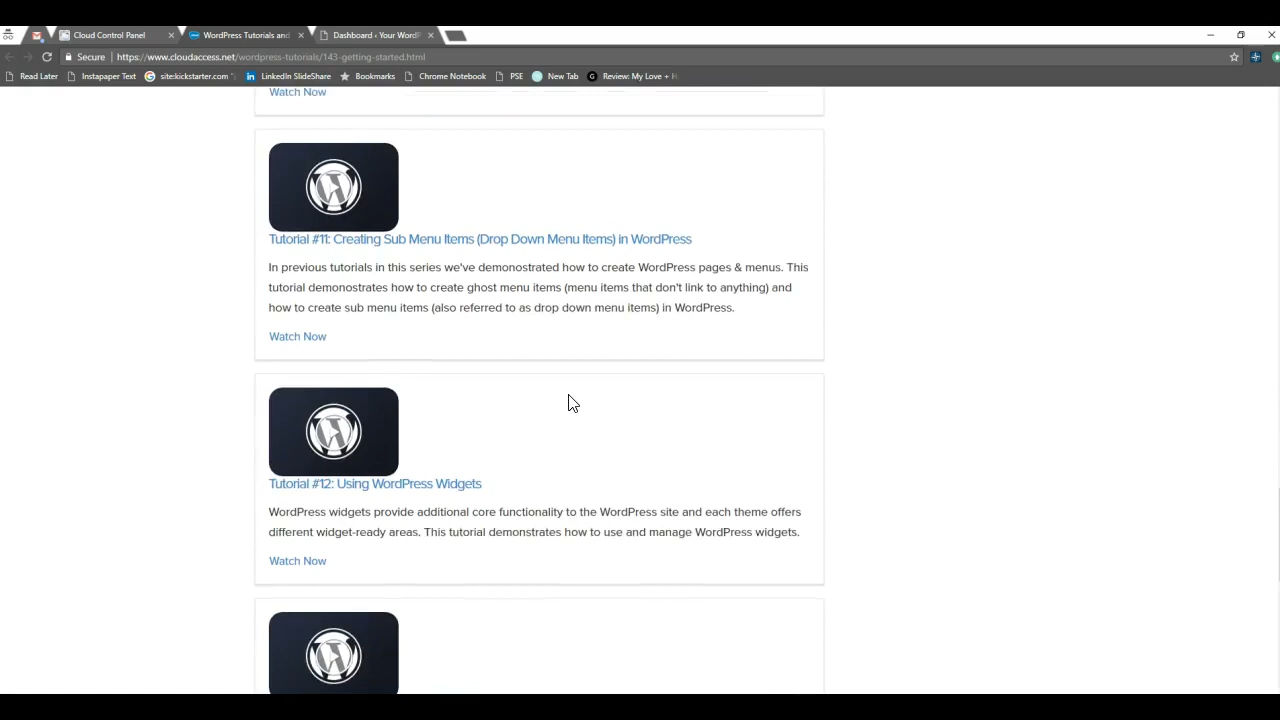 Cloud Control Panel
WordPress Tutorials and
Dashboard ‹ Your WordP
Secure
https://www.cloudaccess.net/wordpress-tutorials/143-getting-started.html
Read Later
Instapaper Text
site:kickstarter.com "
LinkedIn SlideShare
Bookmarks
Chrome Notebook
PSE
New Tab
Review: My Love + H
Watch Now
Tutorial #11: Creating Sub Menu Items (Drop Down Menu Items) in WordPress
In previous tutorials in this series we've demonostrated how to create WordPress pages & menus. This
tutorial demonostrates how to create ghost menu items (menu items that don't link to anything) and
how to create sub menu items (also referred to as drop down menu items) in WordPress.
Watch Now
Tutorial #12: Using WordPress Widgets
WordPress widgets provide additional core functionality to the WordPress site and each theme offers
different widget-ready areas. This tutorial demonstrates how to use and manage WordPress widgets.
Watch Now